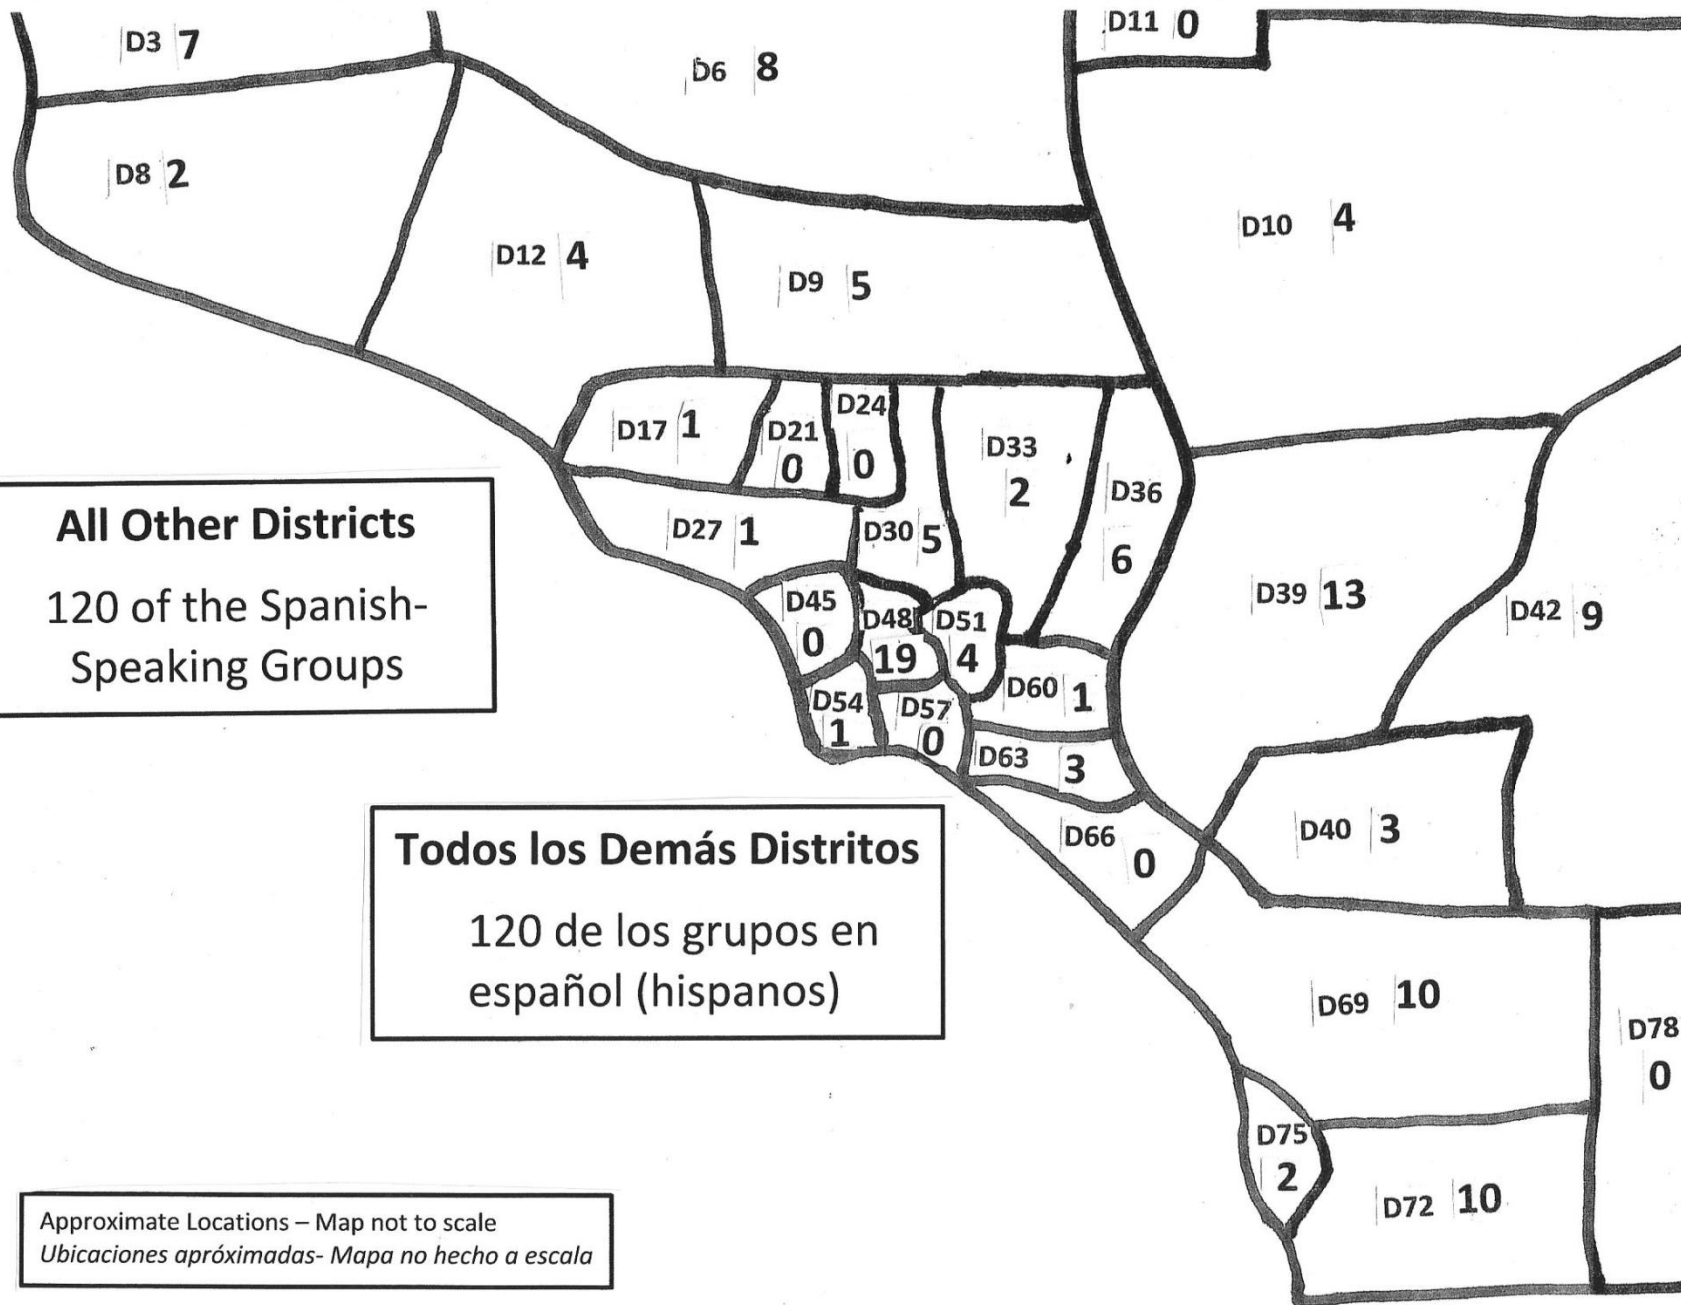 D3 7
D6 8
D11 0
D8 2
D12 4
D9 5
D10 4
D17 1
D21
0
D24
0
D33
2
D36
6
D27 1
D30 5
D45
0
D48
19
D51
4
D39 13
D42 9
D54
1
D57
0
D60 1
D63 3
D66
0
D40 3
D69 10
D78
0
D75
2
D72 10
All Other Districts
120 of the Spanish-
Speaking Groups
Todos los Demás Distritos
120 de los grupos en
español (hispanos)
Approximate Locations – Map not to scale
Ubicaciones apróximadas- Mapa no hecho a escala